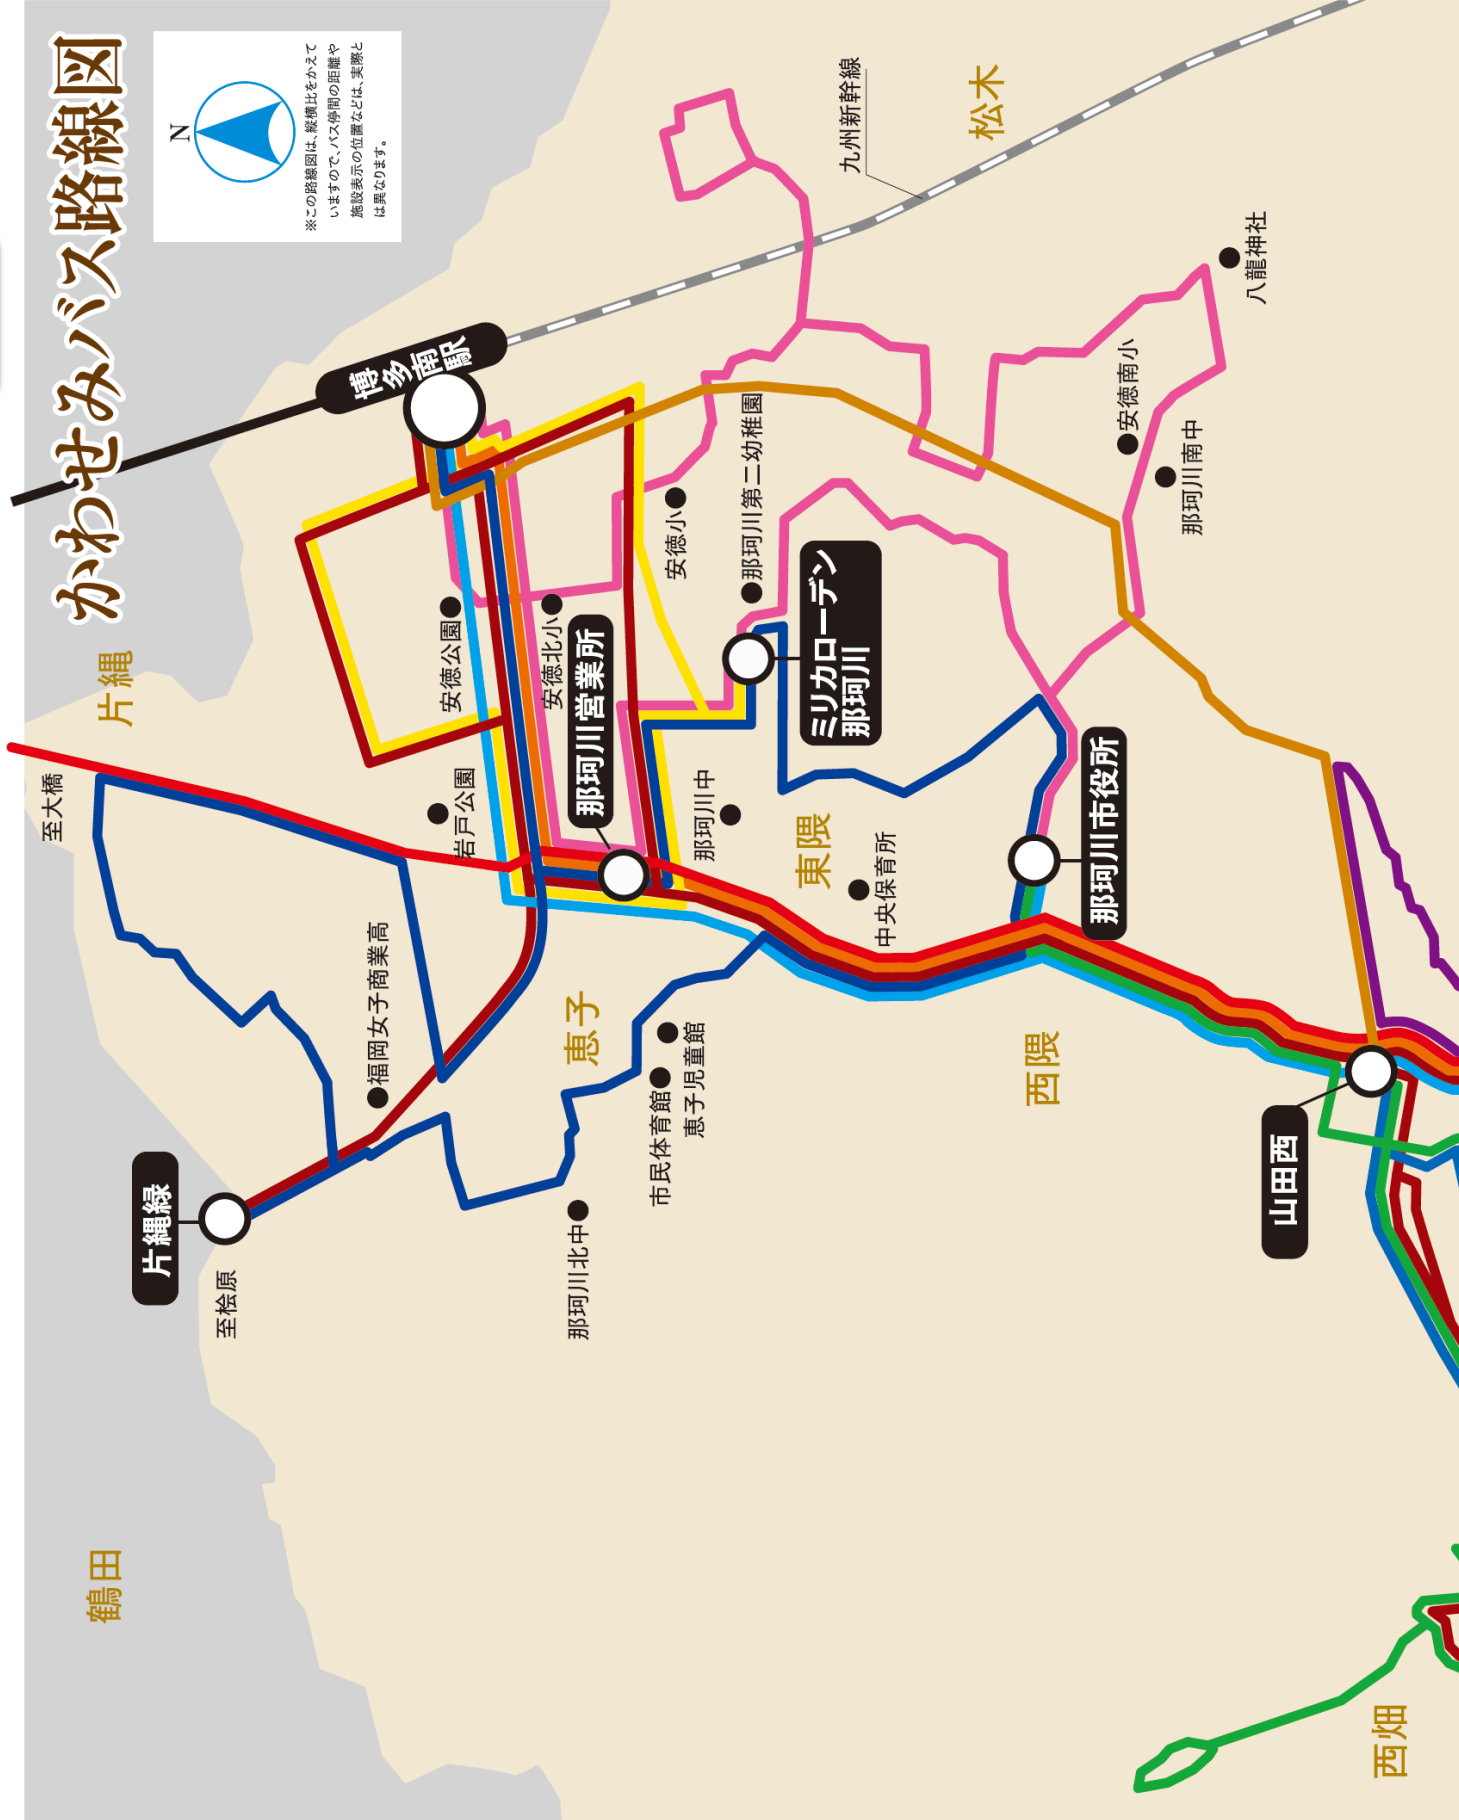 かわせみバス路線図
N
※この路線図は、縦横比をかえて
いますので、バス停間の距離や
施設表示の位置などは、実際と
は異なります。
鶴田
片縄
至大橋
至桧原
片縄緑
福岡女子商業高
岩戸公園
安徳公園
博多南駅
安徳北小
那珂川営業所
恵子
那珂川北中
市民体育館
恵子児童館
那珂川中
安徳小
那珂川第二幼稚園
ミリカローデン
那珂川
東隈
中央保育所
九州新幹線
松木
西隈
那珂川市役所
安徳南小
那珂川南中
八龍神社
山田西
西畑